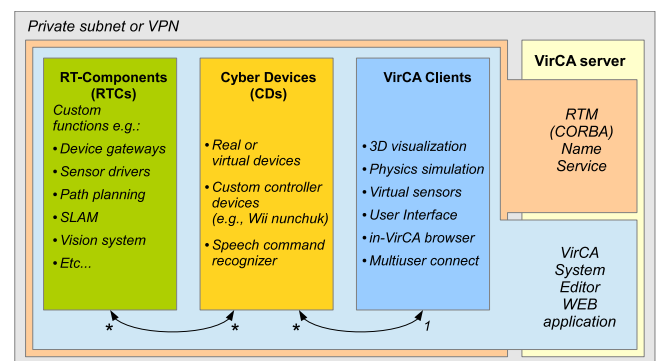 Private subnet or VPN
RT-Components
(RTCs)
Custom
functions e.g.:
• Device gateways
• Sensor drivers
• Path planning
• SLAM
• Vision system
• Etc...
Cyber Devices
(CDs)
• Real or
virtual devices
• Custom controller
devices
(e.g., Wii nunchuk)
• Speech command
recognizer
VirCA Clients
• 3D visualization
• Physics simulation
• Virtual sensors
• User Interface
• in-VirCA browser
• Multiuser connect
VirCA server
RTM
(CORBA)
Name
Service
VirCA
System
Editor
WEB
application
* * * 1